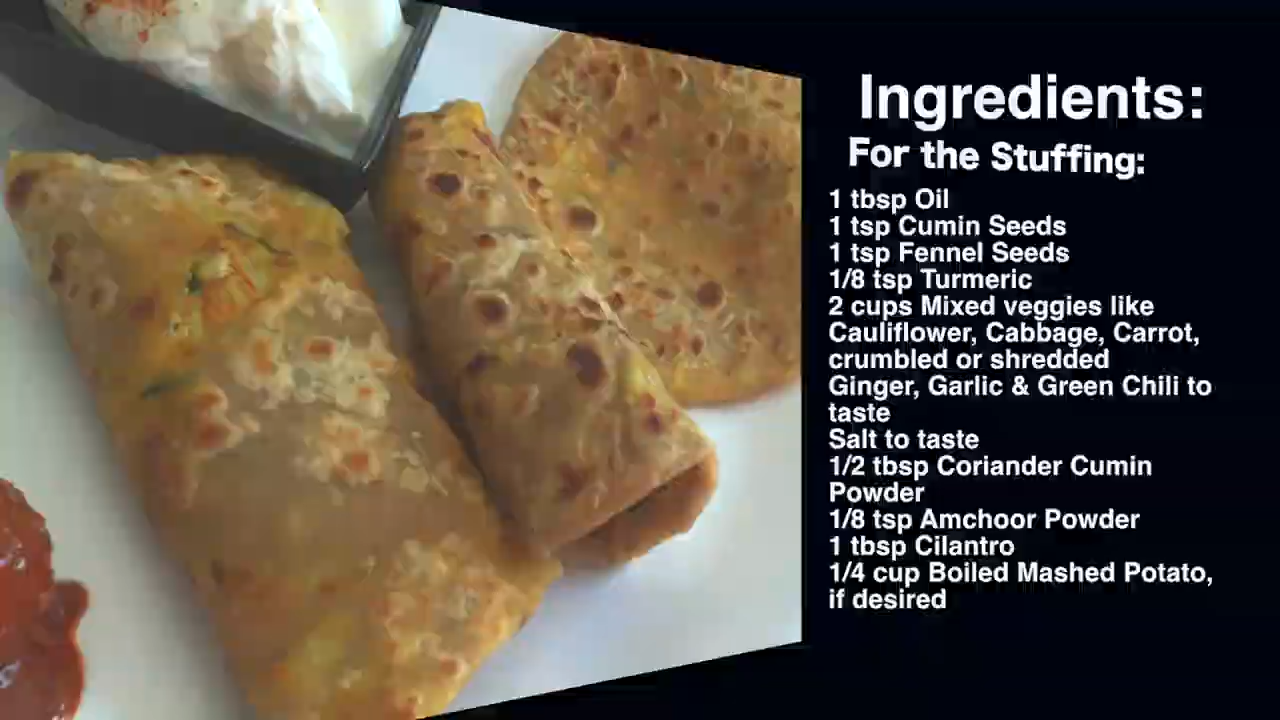 Ingredients:
For the Stuffing:
1 tbsp Oil
1 tsp Cumin Seeds
1 tsp Fennel Seeds
1/8 tsp Turmeric
2 cups Mixed veggies like
Cauliflower, Cabbage, Carrot,
crumbled or shredded
Ginger, Garlic & Green Chili to
taste
Salt to taste
1/2 tbsp Coriander Cumin
Powder
1/8 tsp Amchoor Powder
1 tbsp Cilantro
1/4 cup Boiled Mashed Potato,
if desired